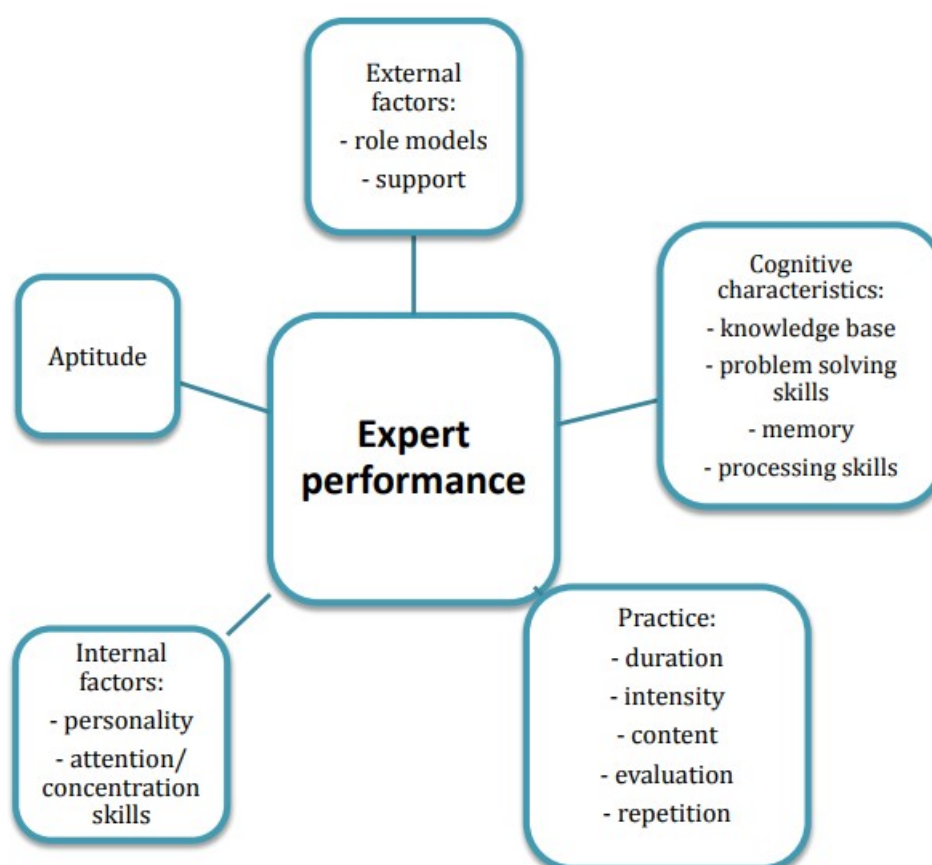 External
factors:
- role models
- support
Cognitive
characteristics:
- knowledge base
- problem solving
skills
- memory
- processing skills
Aptitude
Expert
performance
Internal
factors:
- personality
- attention/
concentration
skills
Practice:
- duration
- intensity
- content
- evaluation
- repetition